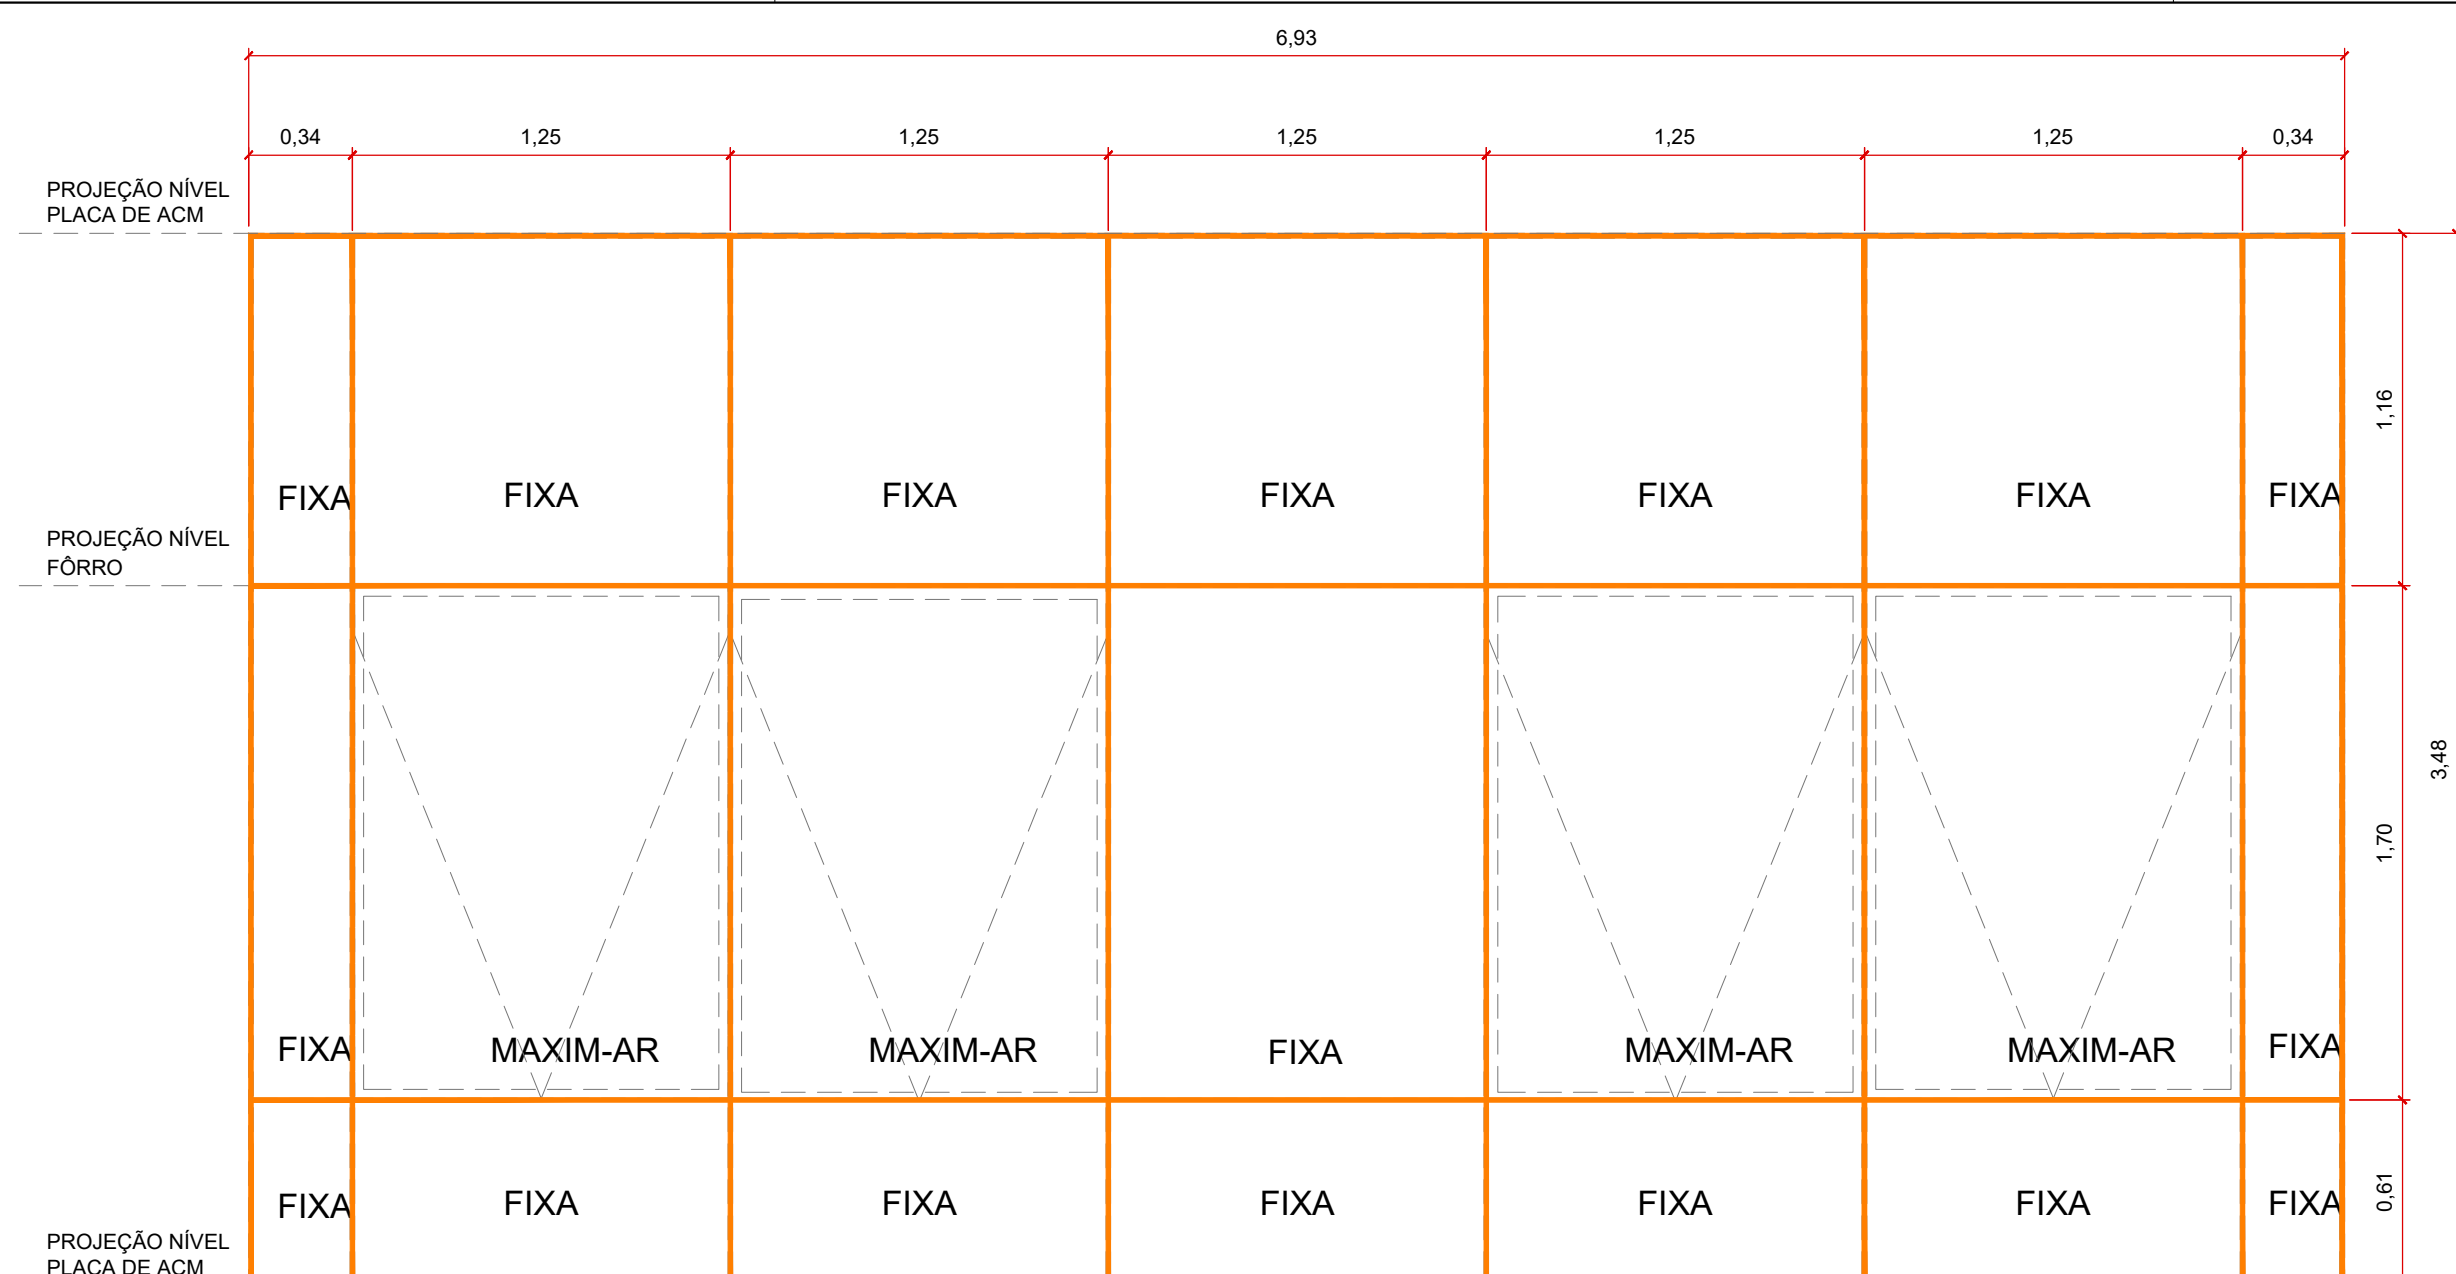 6,93
0,34 1,25 1,25 1,25 1,25 1,25 0,34
PROJEÇÃO NÍVEL
PLACA DE ACM
1,16
FIXA FIXA FIXA FIXA FIXA FIXA FIXA
PROJEÇÃO NÍVEL
FÔRRO
3,48
1,70
FIXA MAXIM-AR MAXIM-AR FIXA MAXIM-AR MAXIM-AR FIXA
0,61
FIXA FIXA FIXA FIXA FIXA FIXA FIXA
PROJEÇÃO NÍVEL
PLACA DE ACM